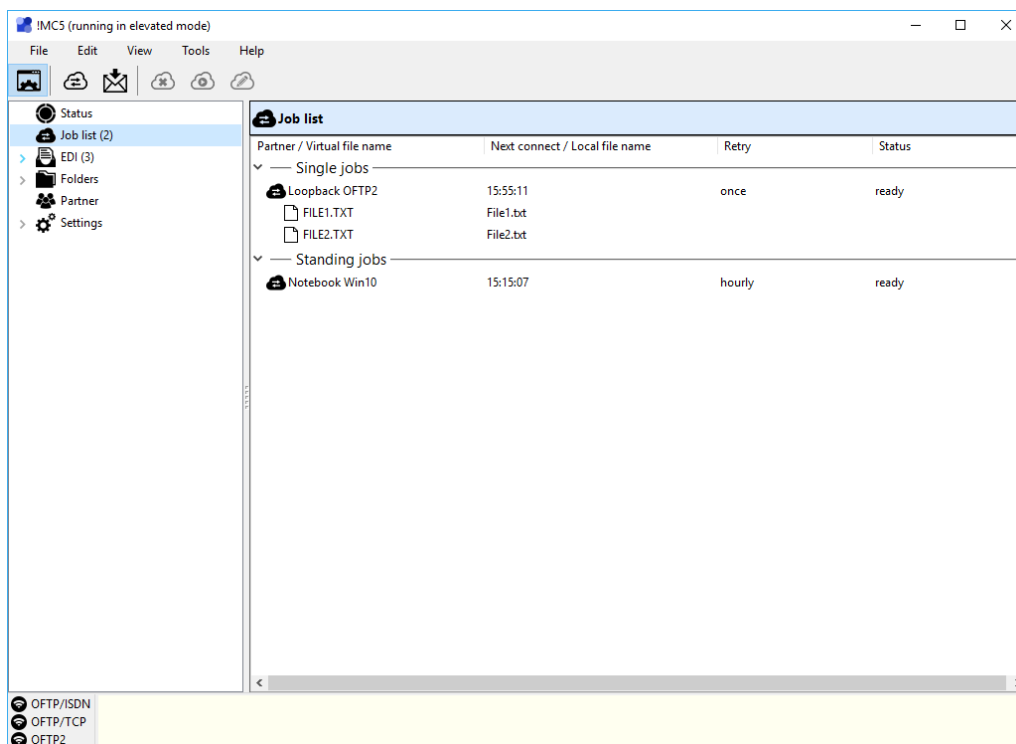 !MC5 (running in elevated mode)
File Edit View Tools Help
Status
Job list (2)
EDI (3)
Folders
Partner
Settings
Job list
Partner / Virtual file name Next connect / Local file name Retry Status
Single jobs
Loopback OFTP2 15:55:11 once ready
FILE1.TXT File1.txt
FILE2.TXT File2.txt
Standing jobs
Notebook Win10 15:15:07 hourly ready
OFTP/ISDN
OFTP/TCP
OFTP2